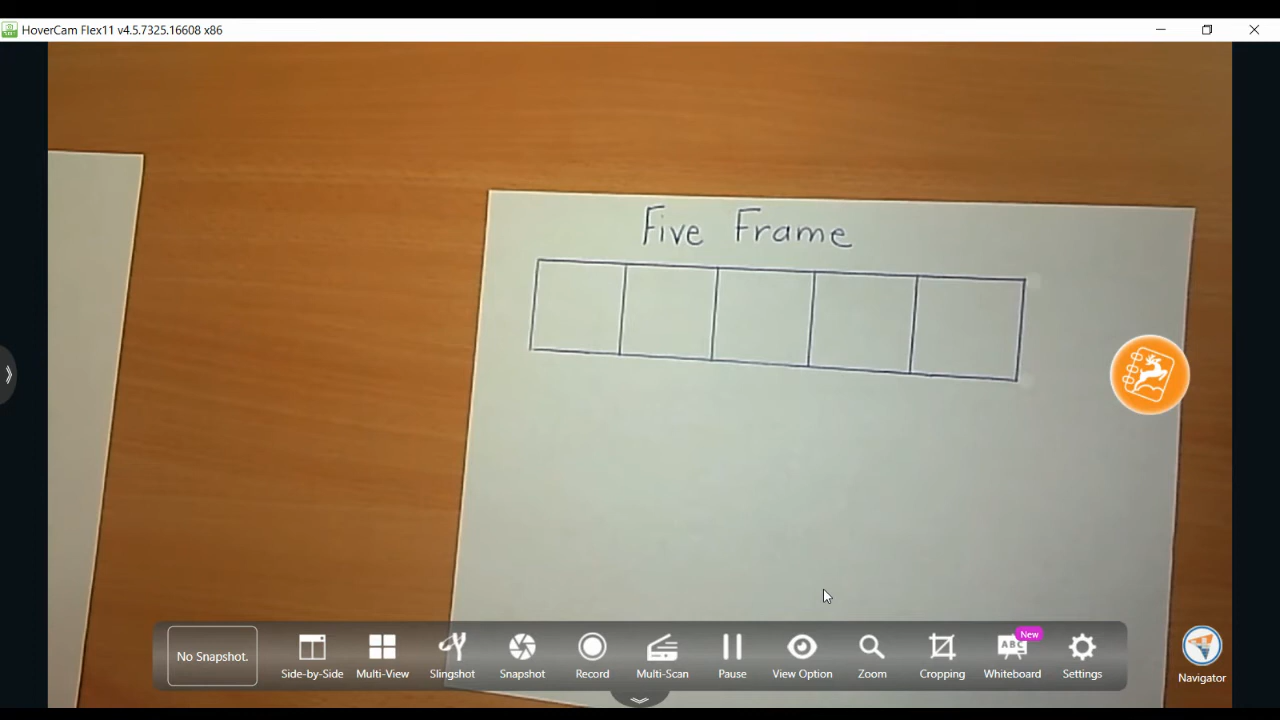 HoverCam Flex11 v4.5.7325.16608 x86
Five Frame
No Snapshot.
Side-by-Side
Multi-View
Slingshot
Snapshot
Record
Multi-Scan
Pause
View Option
Zoom
Cropping
ABC
New
Whiteboard
Settings
Navigator